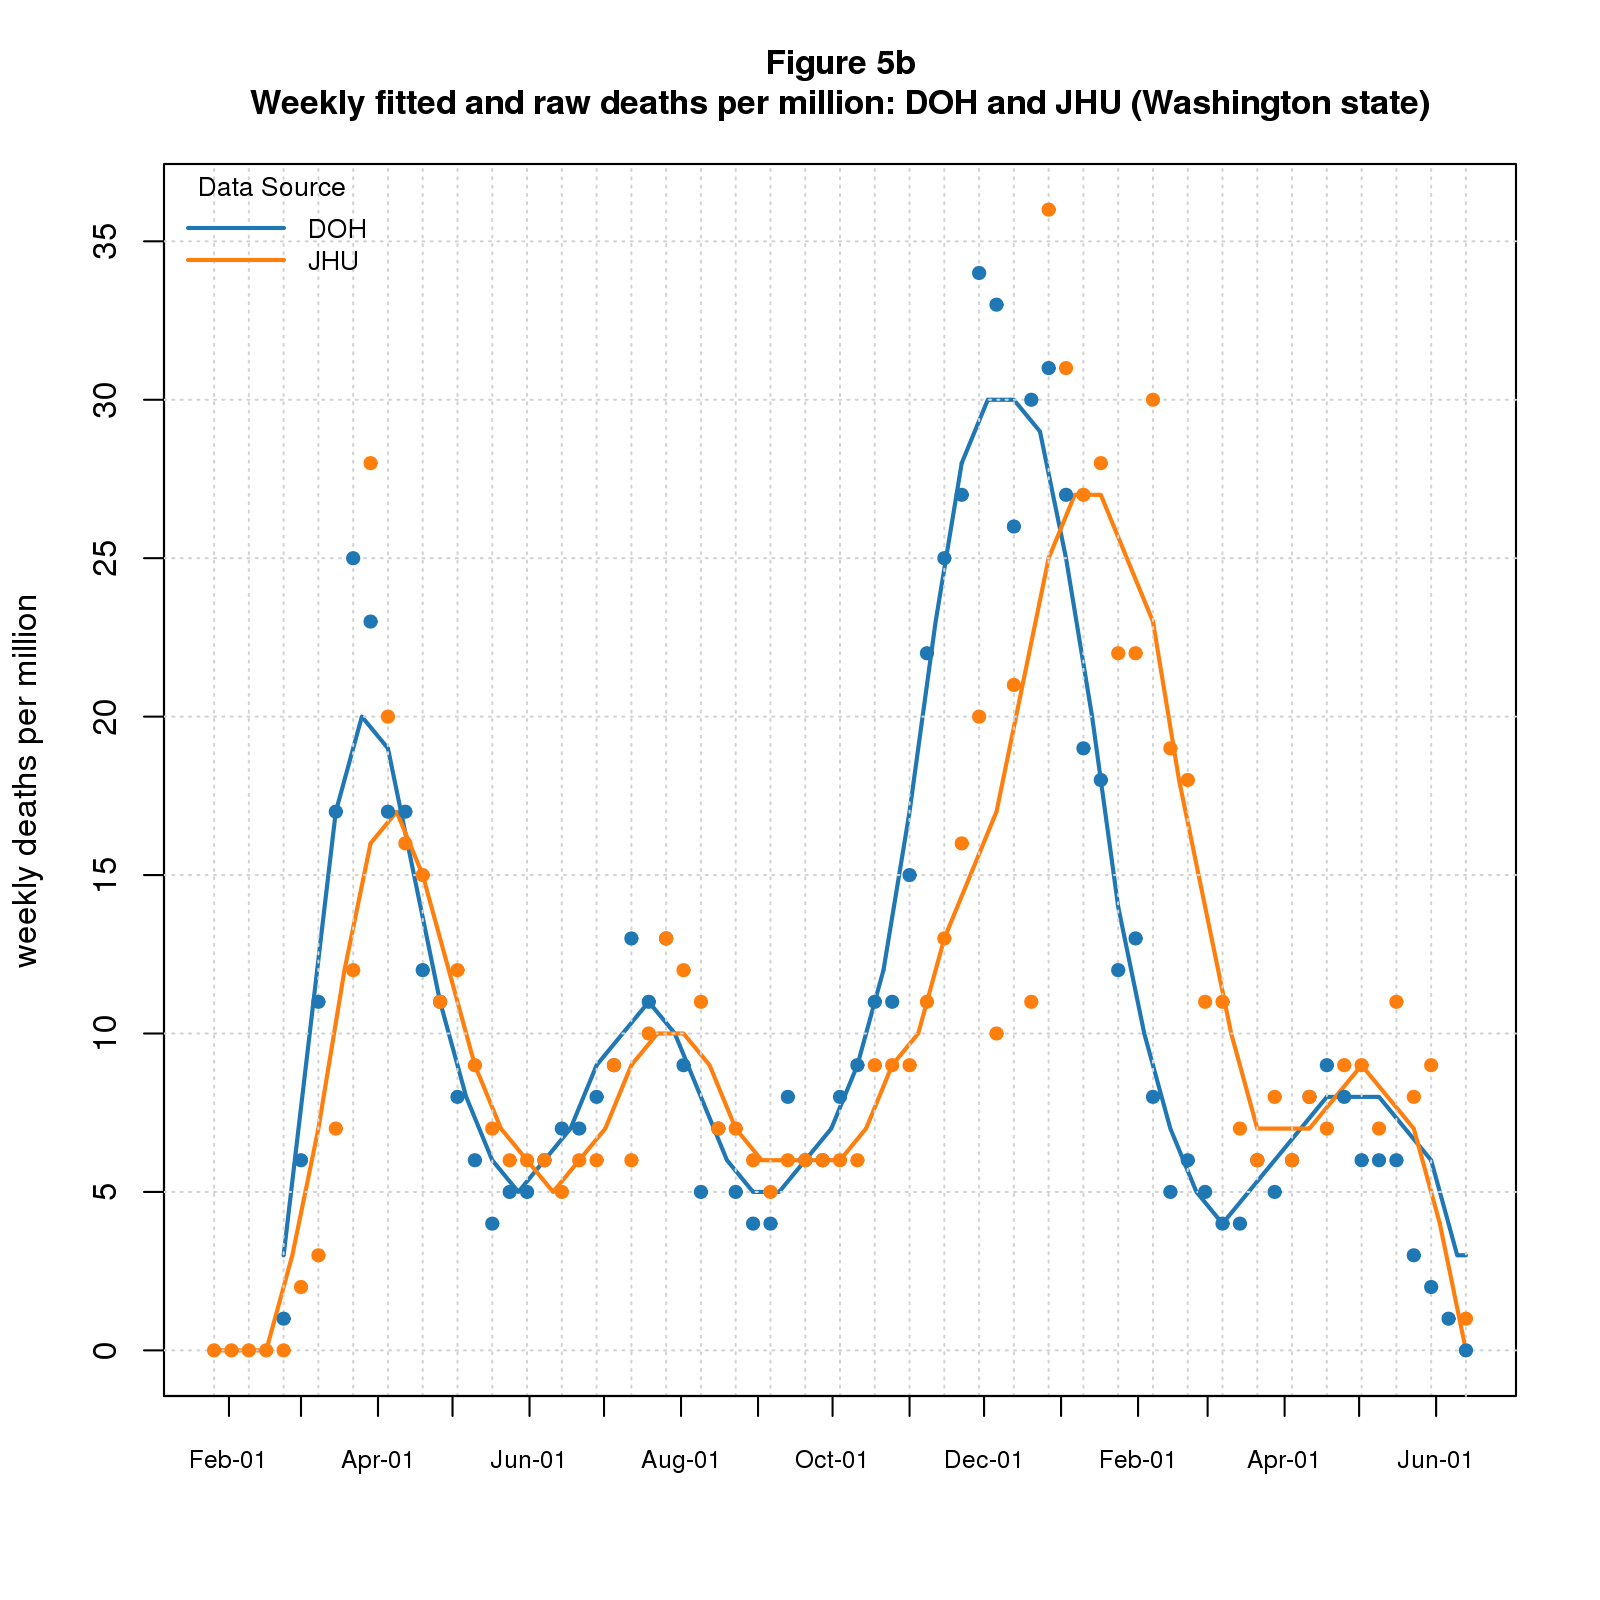 Figure 5b
Weekly fitted and raw deaths per million: DOH and JHU (Washington state)
Data Source
DOH
JHU
35
30
25
20
15
10
5
0
weekly deaths per million
Feb-01 Apr-01 Jun-01 Aug-01 Oct-01 Dec-01 Feb-01 Apr-01 Jun-01